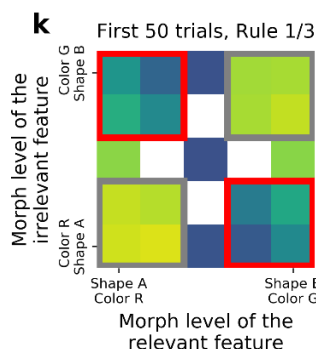 k
First 50 trials, Rule 1/3
Morph level of the
irrelevant feature
Color G
Shape B
Color R
Shape A
Shape A
Color R
Shape
Color G
Morph level of the
relevant feature